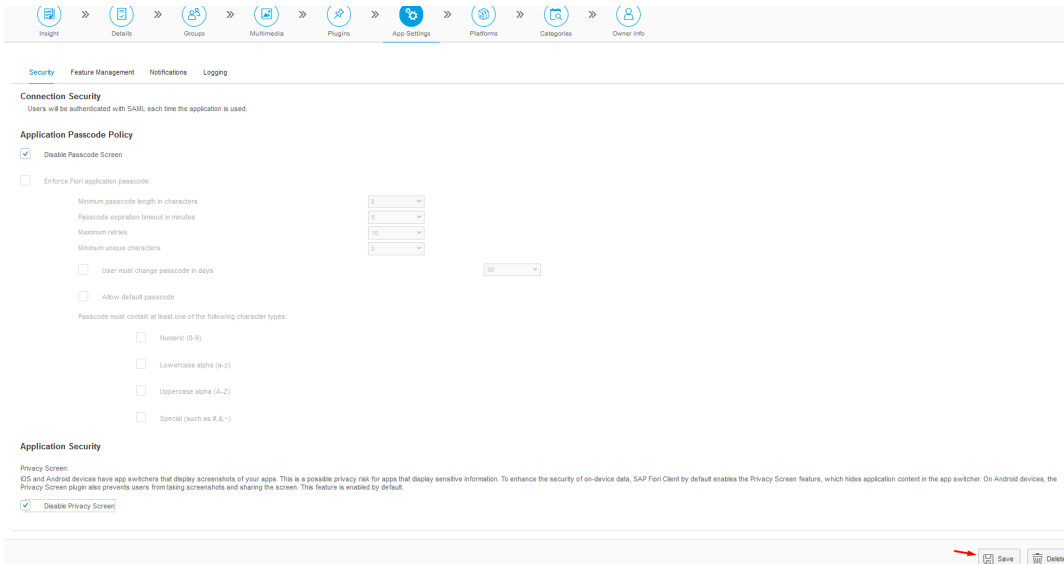 Insight
Details
Groups
Multimedia
Plugins
App Settings
Platforms
Categories
Owner info
Security Feature Management Notifications Logging
Connection Security
Users will be authenticated with SAML each time the application is used.
Application Passcode Policy
Disable Passcode Screen
Enforce Fiori application passcode:
Minimum passcode length in characters 8
Passcode expiration timeout in minutes 5
Maximum retries 10
Minimum unique characters 0
User must change passcode in days 30
Allow default passcode
Passcode must contain at least one of the following character types:
Numeric (0-9)
Lowercase alpha (a-z)
Uppercase alpha (A-Z)
Special (such as #,&,~)
Application Security
Privacy Screen:
IOS and Android devices have app switchers that display screenshots of your apps. This is a possible privacy risk for apps that display sensitive information. To enhance the security of on-device data, SAP Fiori Client by default enables the Privacy Screen feature, which hides application content in the app switcher. On Android devices, the
Privacy Screen plugin also prevents users from taking screenshots and sharing the screen. This feature is enabled by default.
Disable Privacy Screen
Save Delete